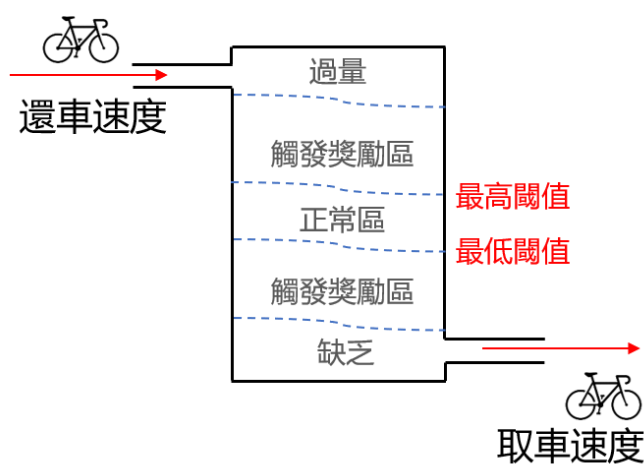 過量
還車速度
觸發獎勵區
最高閾值
正常區
最低閾值
觸發獎勵區
缺乏
取車速度